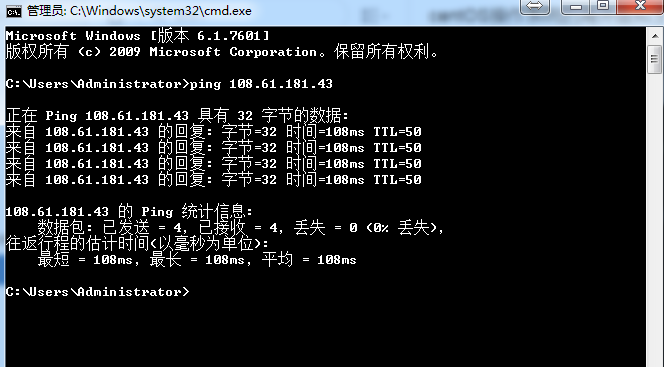 管理员: C:\Windows\system32\cmd.exe
Microsoft Windows [版本 6.1.7601]
版权所有 (c) 2009 Microsoft Corporation。保留所有权利。
C:\Users\Administrator>ping 108.61.181.43
正在 Ping 108.61.181.43 具有 32 字节的数据:
来自 108.61.181.43 的回复: 字节=32 时间=108ms TTL=50
来自 108.61.181.43 的回复: 字节=32 时间=108ms TTL=50
来自 108.61.181.43 的回复: 字节=32 时间=108ms TTL=50
来自 108.61.181.43 的回复: 字节=32 时间=108ms TTL=50
108.61.181.43 的 Ping 统计信息:
数据包: 已发送 = 4, 已接收 = 4, 丢失 = 0 (0% 丢失),
往返行程的估计时间(以毫秒为单位):
最短 = 108ms, 最长 = 108ms, 平均 = 108ms
C:\Users\Administrator>